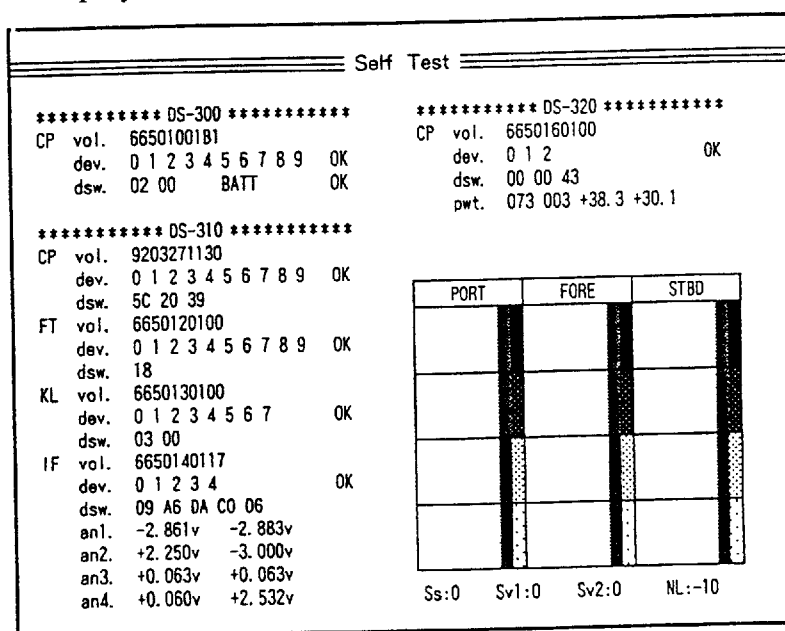 Self Test
*********** DS-300 ***********
CP vol. 66501001B1
dev. 0 1 2 3 4 5 6 7 8 9 OK
dsw. 02 00 BATT OK
*********** DS-310 ***********
CP vol. 9203271130
dev. 0 1 2 3 4 5 6 7 8 9 OK
dsw. 5C 20 39
FT vol. 6650120100
dev. 0 1 2 3 4 5 6 7 8 9 OK
dsw. 18
KL vol. 6650130100
dev. 0 1 2 3 4 5 6 7 OK
dsw. 03 00
IF vol. 6650140117
dev. 0 1 2 3 4 OK
dsw. 09 A6 DA C0 06
an1. -2.861v -2.883v
an2. +2.250v -3.000v
an3. +0.063v +0.063v
an4. +0.060v +2.532v
*********** DS-320 ***********
CP vol. 6650160100
dev. 0 1 2 OK
dsw. 00 00 43
pwt. 073 003 +38.3 +30.1
PORT FORE STBD
Ss:0 Sv1:0 Sv2:0 NL:-10